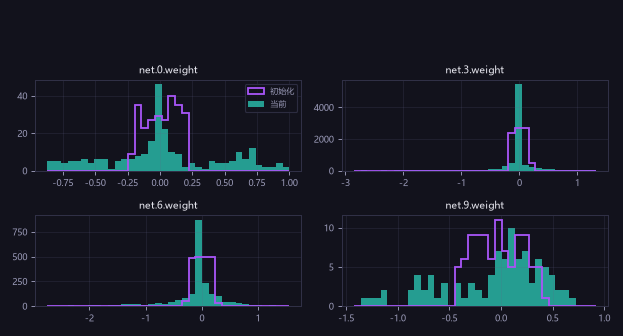 net.0.weight
net.3.weight
40
20
0
初始化
当前
-0.75 -0.50 -0.25 0.00 0.25 0.50 0.75 1.00
4000
2000
0
-3 -2 -1 0 1
net.6.weight
net.9.weight
750
500
250
0
-2 -1 0 1
10
5
0
-1.5 -1.0 -0.5 0.0 0.5 1.0